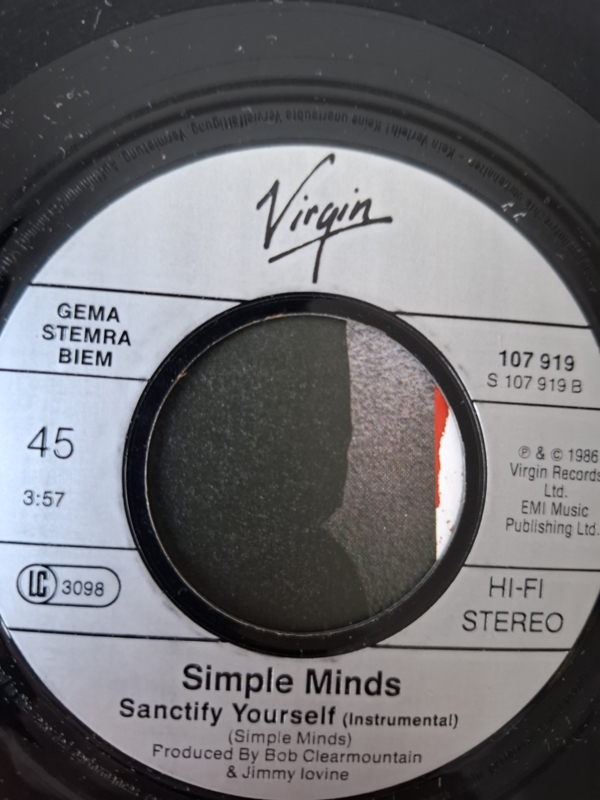 Virgin
GEMA
STEMRA
BIEM
45
3:57
LC 3098
107 919
S 107 919 B
℗ & © 1986
Virgin Records
Ltd.
EMI Music
Publishing Ltd.
HI-FI
STEREO
Simple Minds
Sanctify Yourself (Instrumental)
(Simple Minds)
Produced By Bob Clearmountain
& Jimmy Iovine